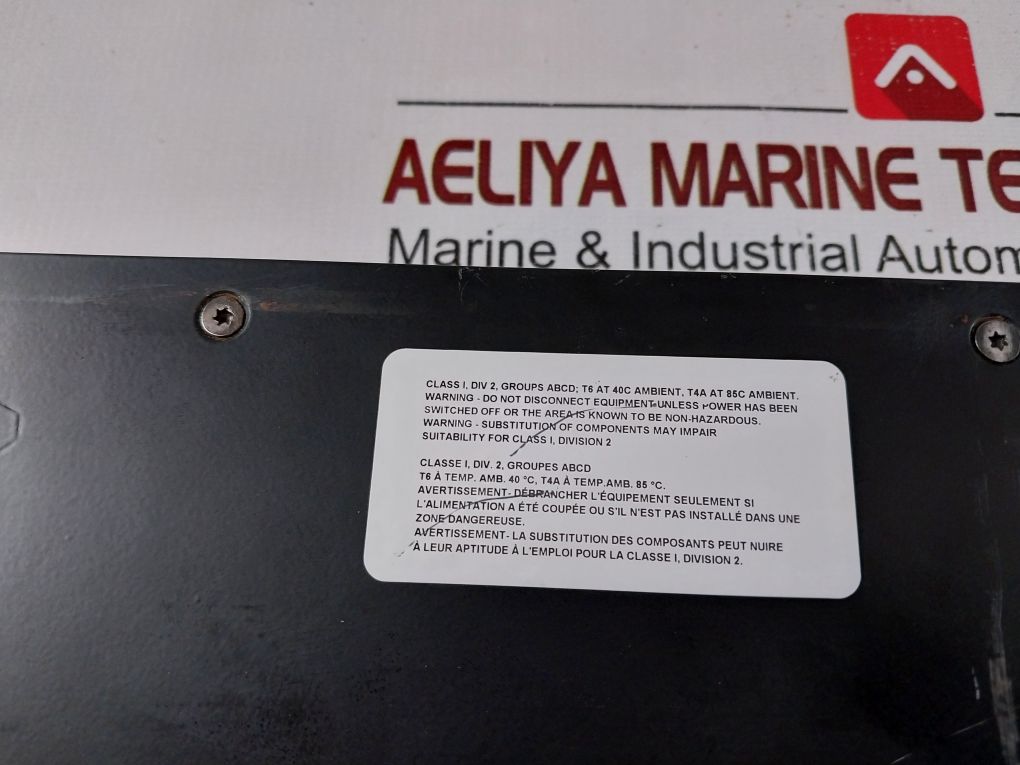 AELIYA MARINE TE
Marine & Industrial Autom
CLASS I, DIV 2, GROUPS ABCD; T6 AT 40C AMBIENT, T4A AT 85C AMBIENT.
WARNING - DO NOT DISCONNECT EQUIPMENT UNLESS POWER HAS BEEN
SWITCHED OFF OR THE AREA IS KNOWN TO BE NON-HAZARDOUS.
WARNING - SUBSTITUTION OF COMPONENTS MAY IMPAIR
SUITABILITY FOR CLASS I, DIVISION 2
CLASSE I, DIV. 2, GROUPES ABCD
T6 À TEMP. AMB. 40 °C, T4A À TEMP.AMB. 85 °C.
AVERTISSEMENT- DÉBRANCHER L'ÉQUIPEMENT SEULEMENT SI
L'ALIMENTATION A ÉTÉ COUPÉE OU S'IL N'EST PAS INSTALLÉ DANS UNE
ZONE DANGEREUSE.
AVERTISSEMENT- LA SUBSTITUTION DES COMPOSANTS PEUT NUIRE
À LEUR APTITUDE À L'EMPLOI POUR LA CLASSE I, DIVISION 2.